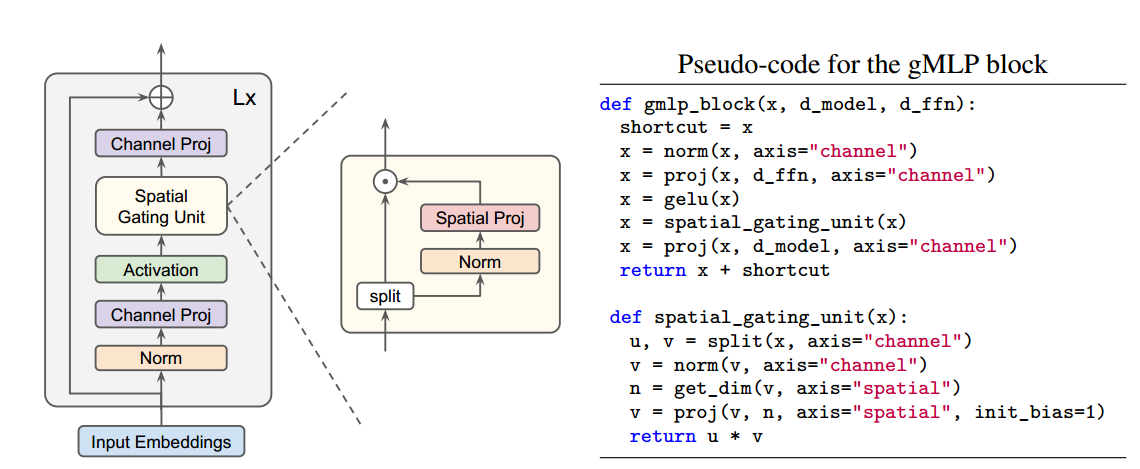 Lx
Channel Proj
Spatial
Gating Unit
Activation
Channel Proj
Norm
Input Embeddings
Spatial Proj
Norm
split
Pseudo-code for the gMLP block
def gmlp_block(x, d_model, d_ffn):
  shortcut = x
  x = norm(x, axis="channel")
  x = proj(x, d_ffn, axis="channel")
  x = gelu(x)
  x = spatial_gating_unit(x)
  x = proj(x, d_model, axis="channel")
  return x + shortcut
def spatial_gating_unit(x):
  u, v = split(x, axis="channel")
  v = norm(v, axis="channel")
  n = get_dim(v, axis="spatial")
  v = proj(v, n, axis="spatial", init_bias=1)
  return u * v